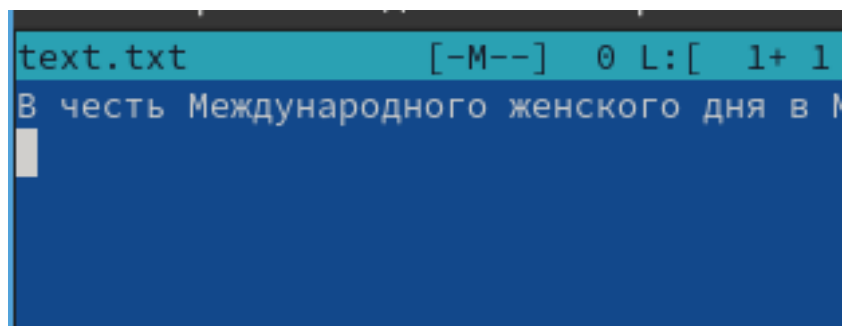 text.txt [-M--] 0 L:[ 1+ 1
В честь Международного женского дня в